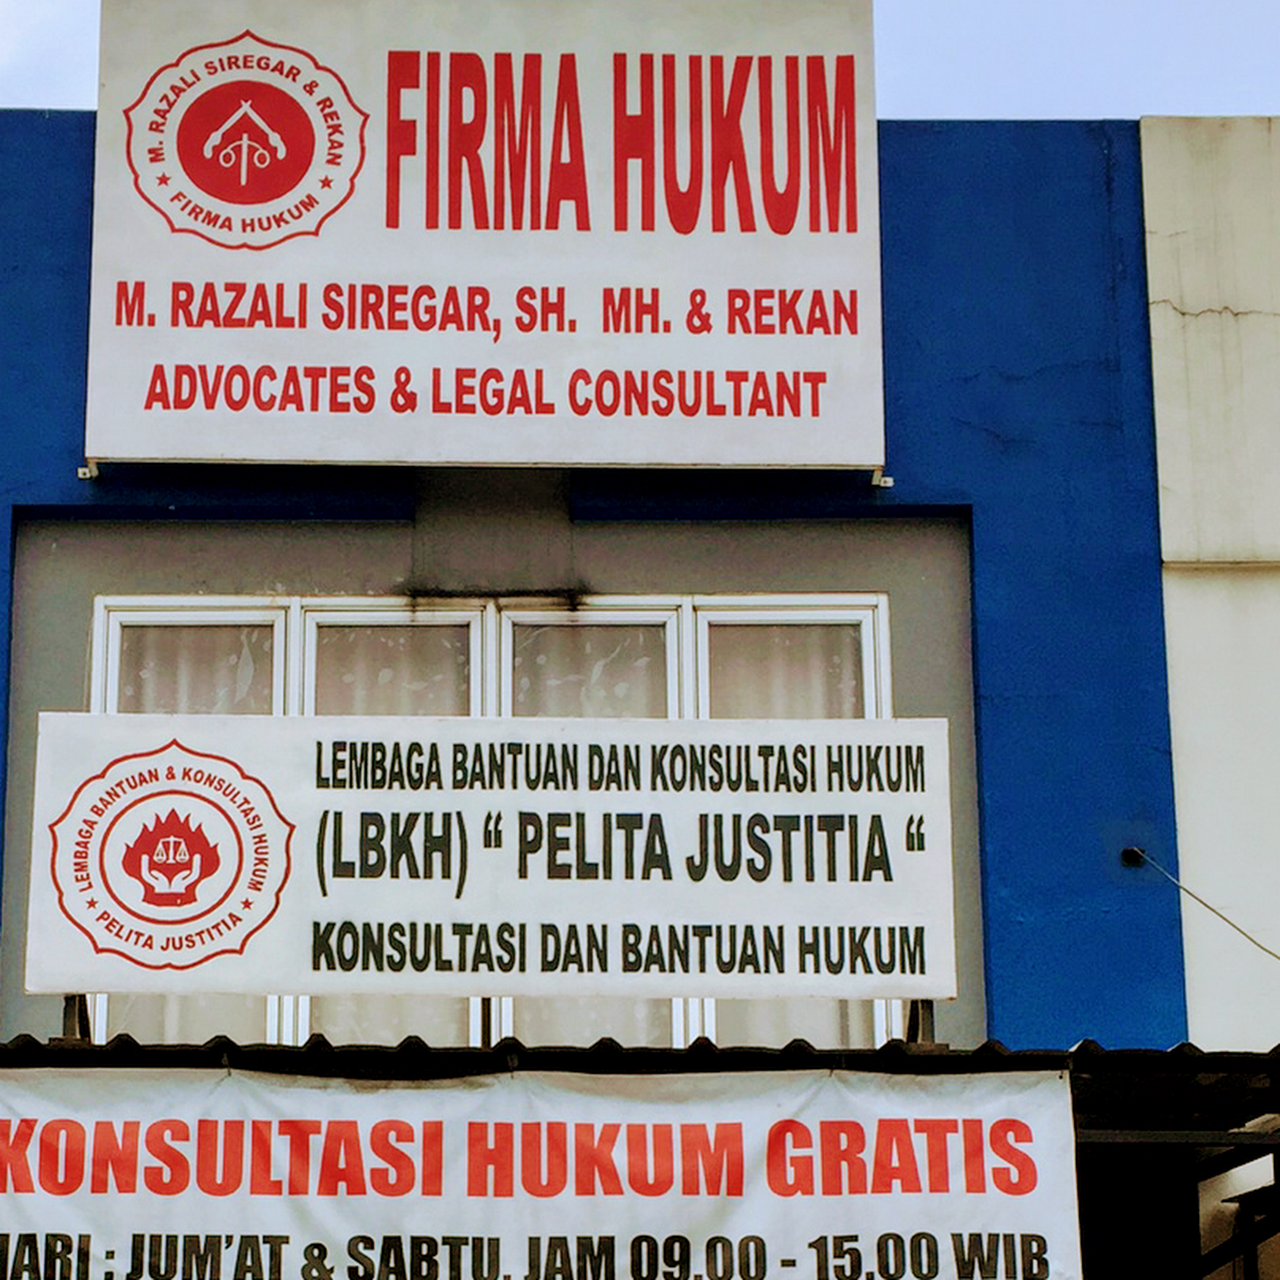 M. RAZALI SIREGAR & REKAN
★ FIRMA HUKUM ★
FIRMA HUKUM
M. RAZALI SIREGAR, SH. MH. & REKAN
ADVOCATES & LEGAL CONSULTANT
LEMBAGA BANTUAN & KONSULTASI HUKUM
★ PELITA JUSTITIA ★
LEMBAGA BANTUAN DAN KONSULTASI HUKUM
(LBKH) “ PELITA JUSTITIA “
KONSULTASI DAN BANTUAN HUKUM
KONSULTASI HUKUM GRATIS
HARI : JUM'AT & SABTU, JAM 09.00 - 15.00 WIB